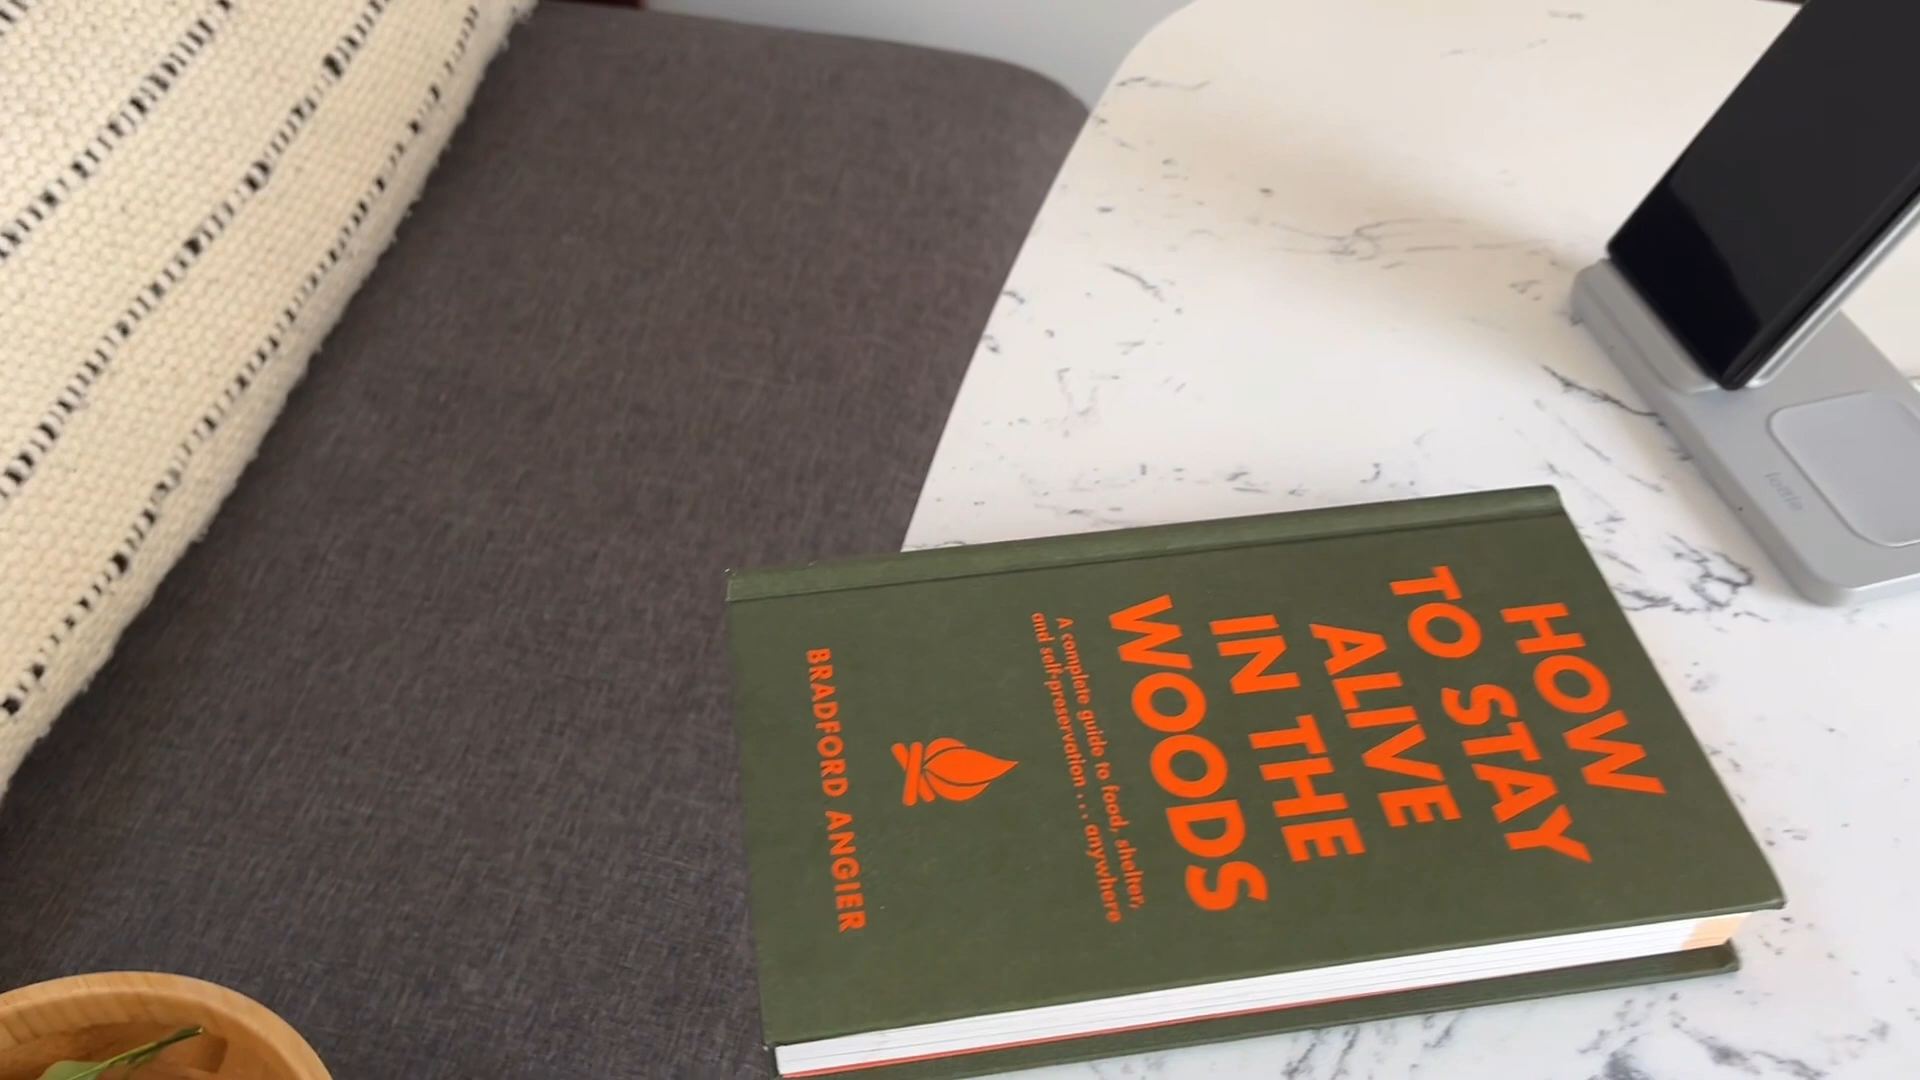 HOW
TO STAY
ALIVE
IN THE
WOODS
A complete guide to food, shelter,
and self-preservation . . . anywhere
BRADFORD ANGIER